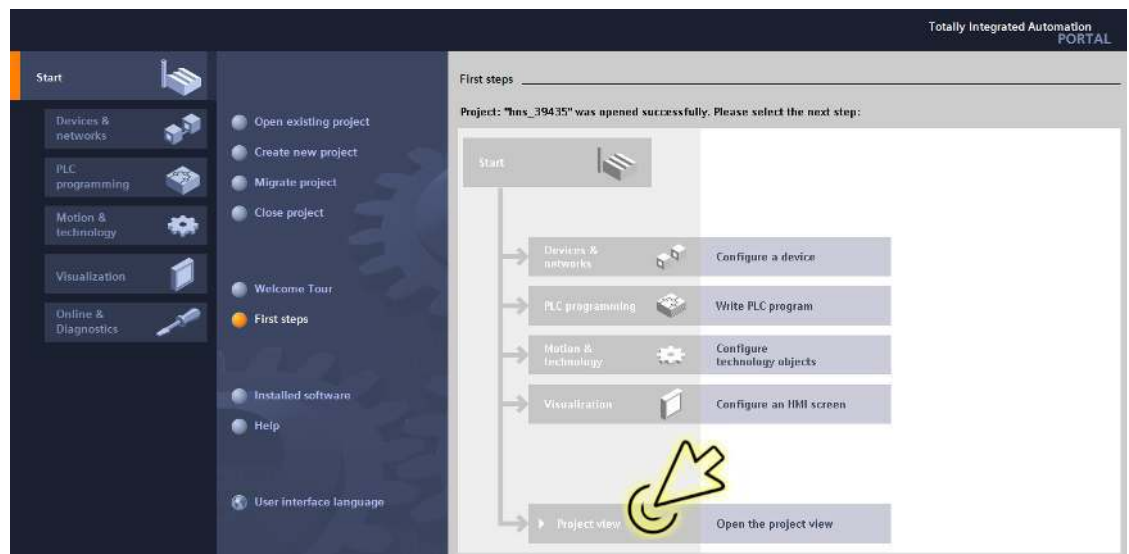 Totally Integrated Automation
PORTAL
Start
Devices &
networks
PLC
programming
Motion &
technology
Visualization
Online &
Diagnostics
Open existing project
Create new project
Migrate project
Close project
Welcome Tour
First steps
Installed software
Help
User interface language
First steps
Project: "hns_39435" was opened successfully. Please select the next step:
Start
Devices &
networks
Configure a device
PLC programming
Write PLC program
Motion &
technology
Configure
technology objects
Visualization
Configure an HMI screen
Project view
Open the project view